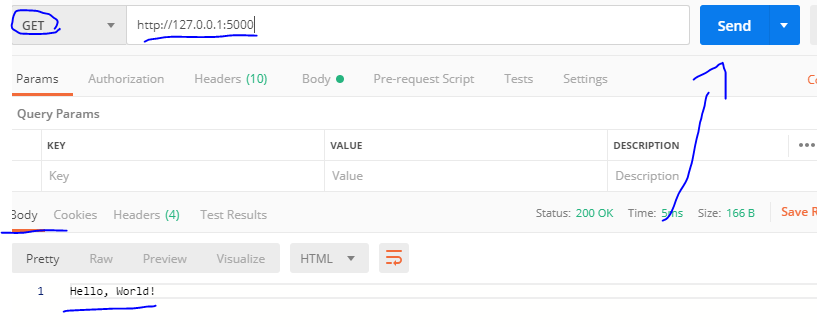 GET http://127.0.0.1:5000 Send
Params Authorization Headers (10) Body Pre-request Script Tests Settings
Query Params
KEY VALUE DESCRIPTION
Key Value Description
Body Cookies Headers (4) Test Results Status: 200 OK Time: 5ms Size: 166 B Save R
Pretty Raw Preview Visualize HTML
1 Hello, World!